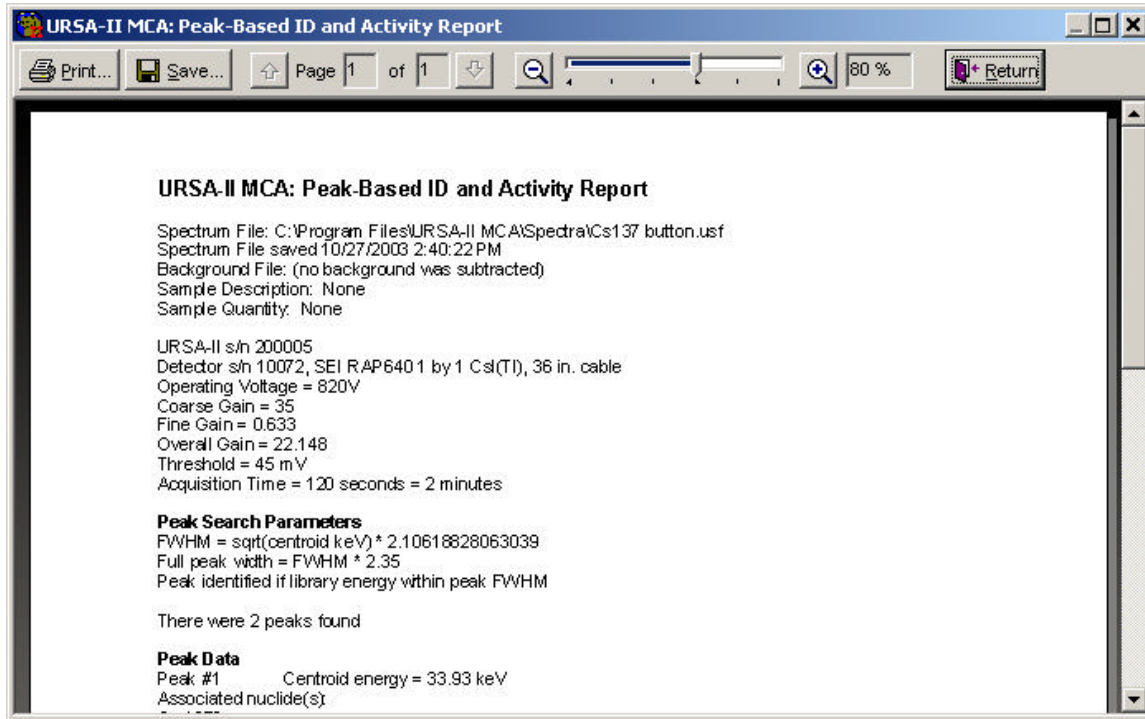 URSA-II MCA: Peak-Based ID and Activity Report
Print... Save... Page 1 of 1 80 % Return
URSA-II MCA: Peak-Based ID and Activity Report
Spectrum File: C:\Program Files\URSA-II MCA\Spectra\Cs137 button.usf
Spectrum File saved 10/27/2003 2:40:22 PM
Background File: (no background was subtracted)
Sample Description: None
Sample Quantity: None
URSA-II s/n 200005
Detector s/n 10072, SEI RAP6401 by 1 CsI(Tl), 36 in. cable
Operating Voltage = 820V
Coarse Gain = 35
Fine Gain = 0.633
Overall Gain = 22.148
Threshold = 45 mV
Acquisition Time = 120 seconds = 2 minutes
Peak Search Parameters
FWHM = sqrt(centroid keV) * 2.10618828063039
Full peak width = FWHM * 2.35
Peak identified if library energy within peak FWHM
There were 2 peaks found
Peak Data
Peak #1 Centroid energy = 33.93 keV
Associated nuclide(s):